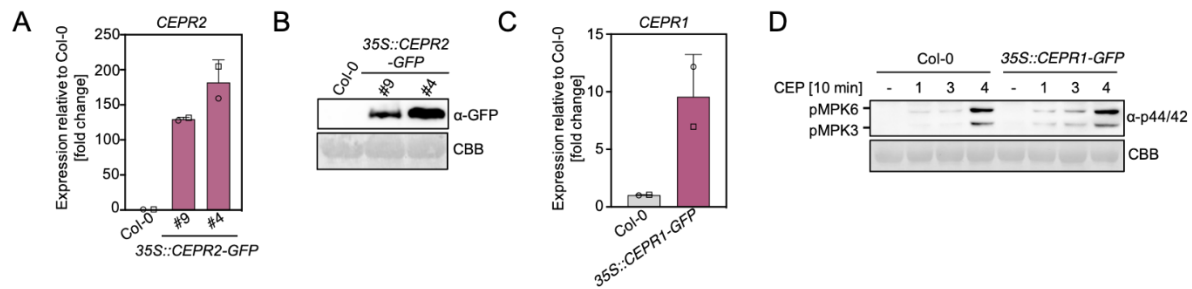 A
CEPR2
Expression relative to Col-0
[fold change]
250
200
150
100
50
0
Col-0
#9
#4
35S::CEPR2-GFP
B
35S::CEPR2
-GFP
Col-0
#9
#4
α-GFP
CBB
C
CEPR1
Expression relative to Col-0
[fold change]
15
10
5
0
Col-0
35S::CEPR1-GFP
D
Col-0 35S::CEPR1-GFP
CEP [10 min] - 1 3 4 - 1 3 4
pMPK6
pMPK3
α-p44/42
CBB